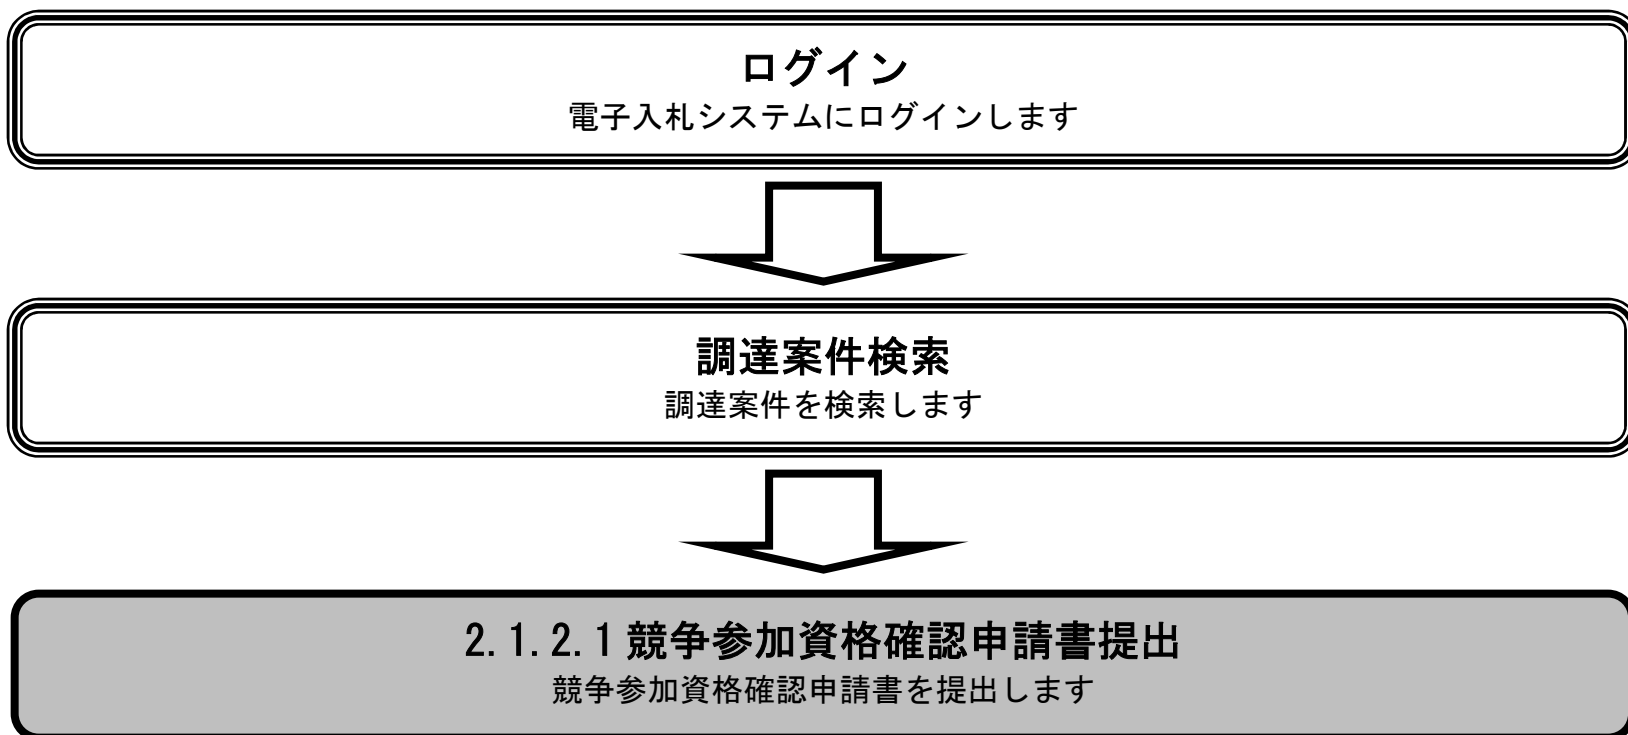 ログイン
電子入札システムにログインします
調達案件検索
調達案件を検索します
2.1.2.1 競争参加資格確認申請書提出
競争参加資格確認申請書を提出します